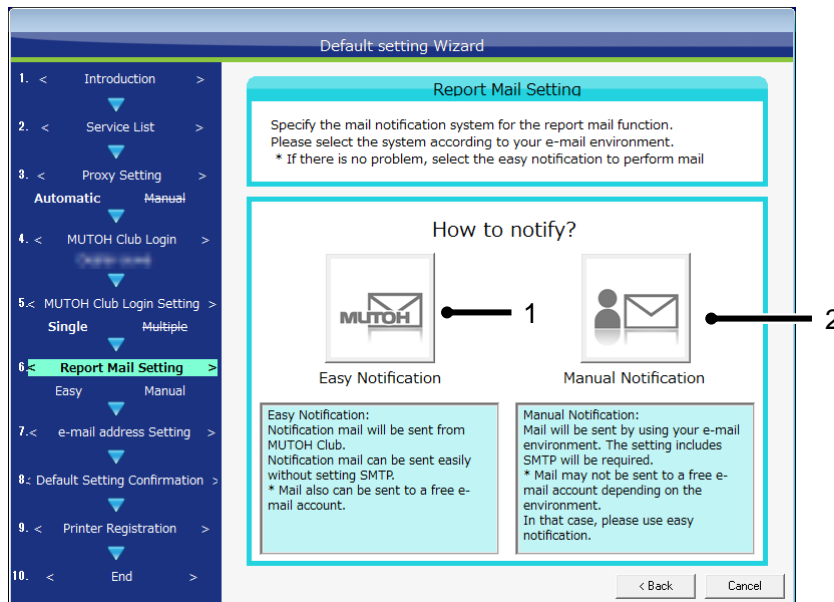 Default setting Wizard
1. < Introduction >
2. < Service List >
3. < Proxy Setting >
Automatic Manual
4. < MUTOH Club Login >
5.< MUTOH Club Login Setting >
Single Multiple
6.< Report Mail Setting >
Easy Manual
7.< e-mail address Setting >
8.< Default Setting Confirmation >
9. < Printer Registration >
10. < End >
Report Mail Setting
Specify the mail notification system for the report mail function.
Please select the system according to your e-mail environment.
* If there is no problem, select the easy notification to perform mail
How to notify?
MUTOH
1
2
Easy Notification
Manual Notification
Easy Notification:
Notification mail will be sent from
MUTOH Club.
Notification mail can be sent easily
without setting SMTP.
* Mail also can be sent to a free e-
mail account.
Manual Notification:
Mail will be sent by using your e-mail
environment. The setting includes
SMTP will be required.
* Mail may not be sent to a free e-
mail account depending on the
environment.
In that case, please use easy
notification.
< Back
Cancel